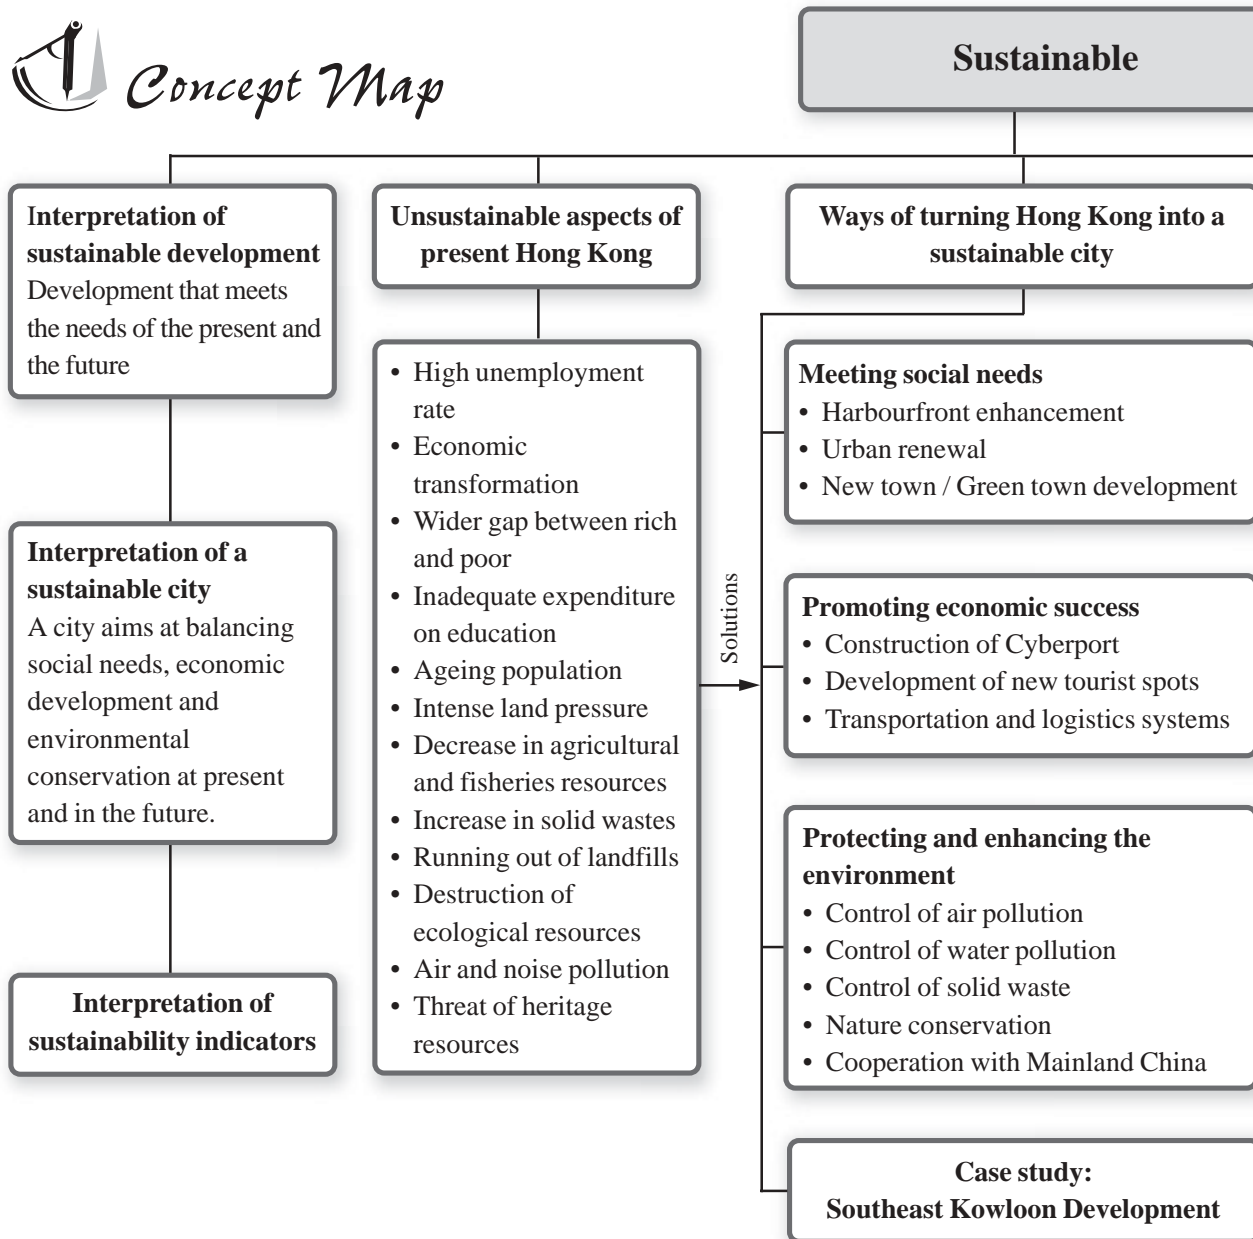 Concept Map
Sustainable
Interpretation of
sustainable development
Development that meets
the needs of the present and
the future
Interpretation of a
sustainable city
A city aims at balancing
social needs, economic
development and
environmental
conservation at present
and in the future.
Interpretation of
sustainability indicators
Unsustainable aspects of
present Hong Kong
• High unemployment
rate
• Economic
transformation
• Wider gap between rich
and poor
• Inadequate expenditure
on education
• Ageing population
• Intense land pressure
• Decrease in agricultural
and fisheries resources
• Increase in solid wastes
• Running out of landfills
• Destruction of
ecological resources
• Air and noise pollution
• Threat of heritage
resources
Solutions
Ways of turning Hong Kong into a
sustainable city
Meeting social needs
• Harbourfront enhancement
• Urban renewal
• New town / Green town development
Promoting economic success
• Construction of Cyberport
• Development of new tourist spots
• Transportation and logistics systems
Protecting and enhancing the
environment
• Control of air pollution
• Control of water pollution
• Control of solid waste
• Nature conservation
• Cooperation with Mainland China
Case study:
Southeast Kowloon Development